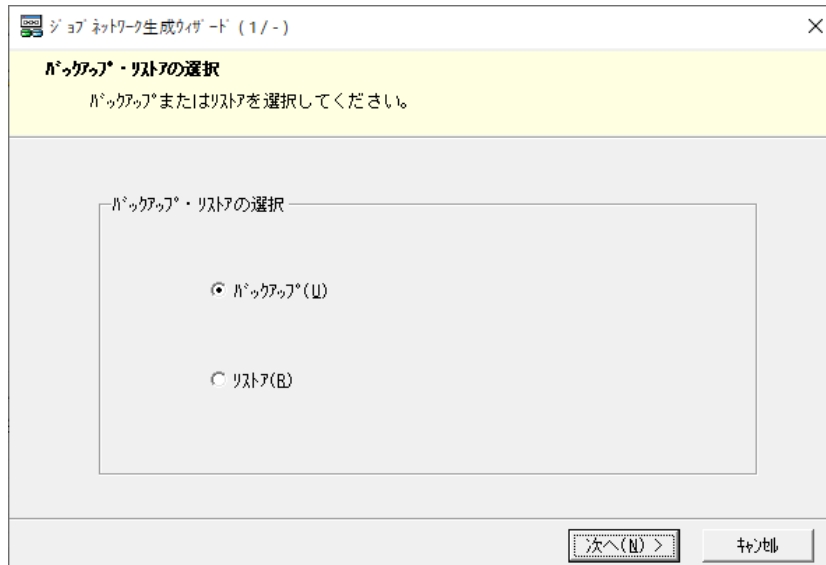 ｼﾞｮﾌﾞﾈｯﾄﾜｰｸ生成ｳｨｻﾞｰﾄﾞ ( 1 / - )
ﾊﾞｯｸｱｯﾌﾟ・ﾘｽﾄｱの選択
ﾊﾞｯｸｱｯﾌﾟまたはﾘｽﾄｱを選択してください。
ﾊﾞｯｸｱｯﾌﾟ・ﾘｽﾄｱの選択
ﾊﾞｯｸｱｯﾌﾟ(U)
ﾘｽﾄｱ(R)
次へ(N) >
ｷｬﾝｾﾙ